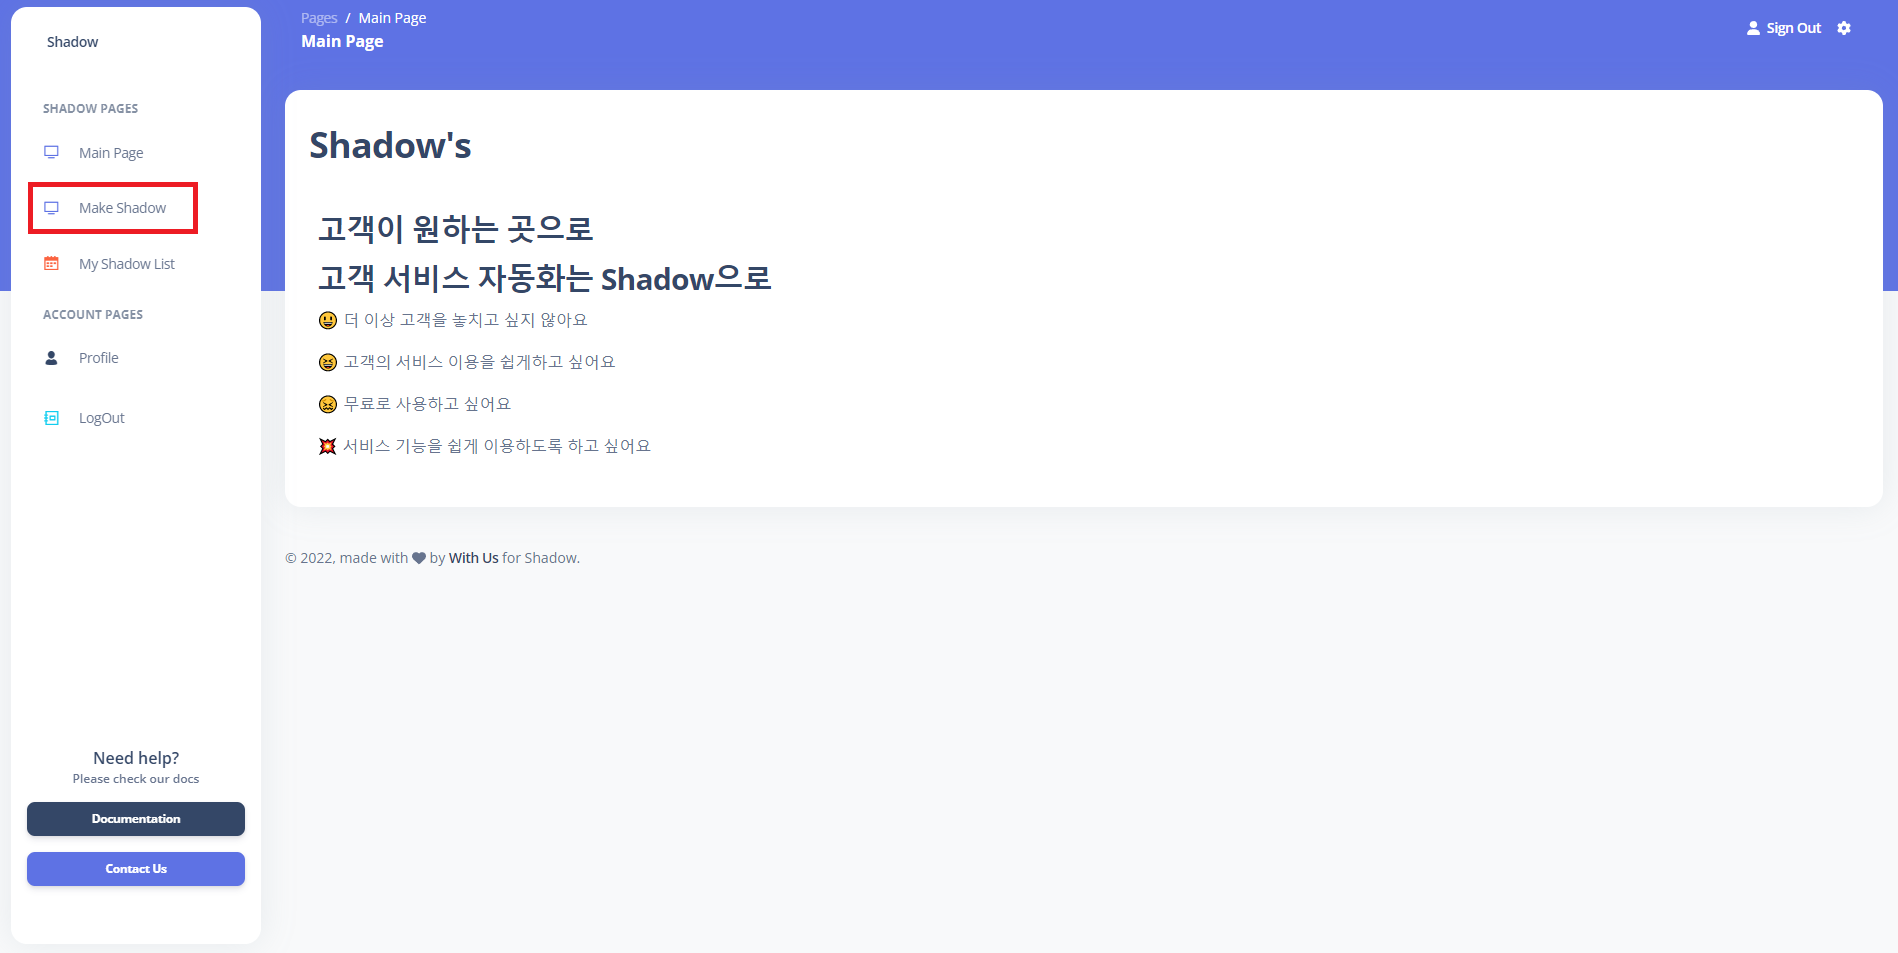 Shadow
SHADOW PAGES
Main Page
Make Shadow
My Shadow List
ACCOUNT PAGES
Profile
LogOut
Need help?
Please check our docs
Documentation
Contact Us
Pages / Main Page
Main Page
Sign Out
Shadow's
고객이 원하는 곳으로
고객 서비스 자동화는 Shadow으로
😃 더 이상 고객을 놓치고 싶지 않아요
😆 고객의 서비스 이용을 쉽게하고 싶어요
😖 무료로 사용하고 싶어요
💥 서비스 기능을 쉽게 이용하도록 하고 싶어요
© 2022, made with ♥ by With Us for Shadow.